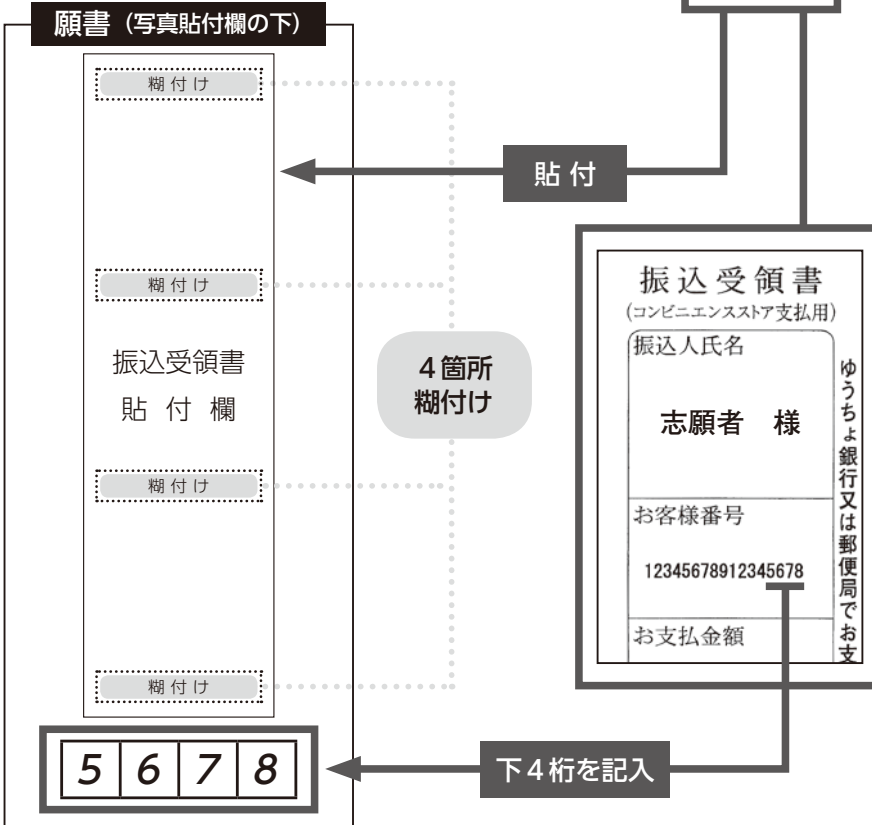 願書（写真貼付欄の下）
糊付け
貼付
糊付け
振込受領書
貼付欄
4箇所
糊付け
糊付け
糊付け
5 6 7 8
下4桁を記入
振込受領書
（コンビニエンスストア支払用）
振込人氏名
志願者 様
お客様番号
12345678912345678
お支払金額
ゆうちょ銀行又は郵便局でお支